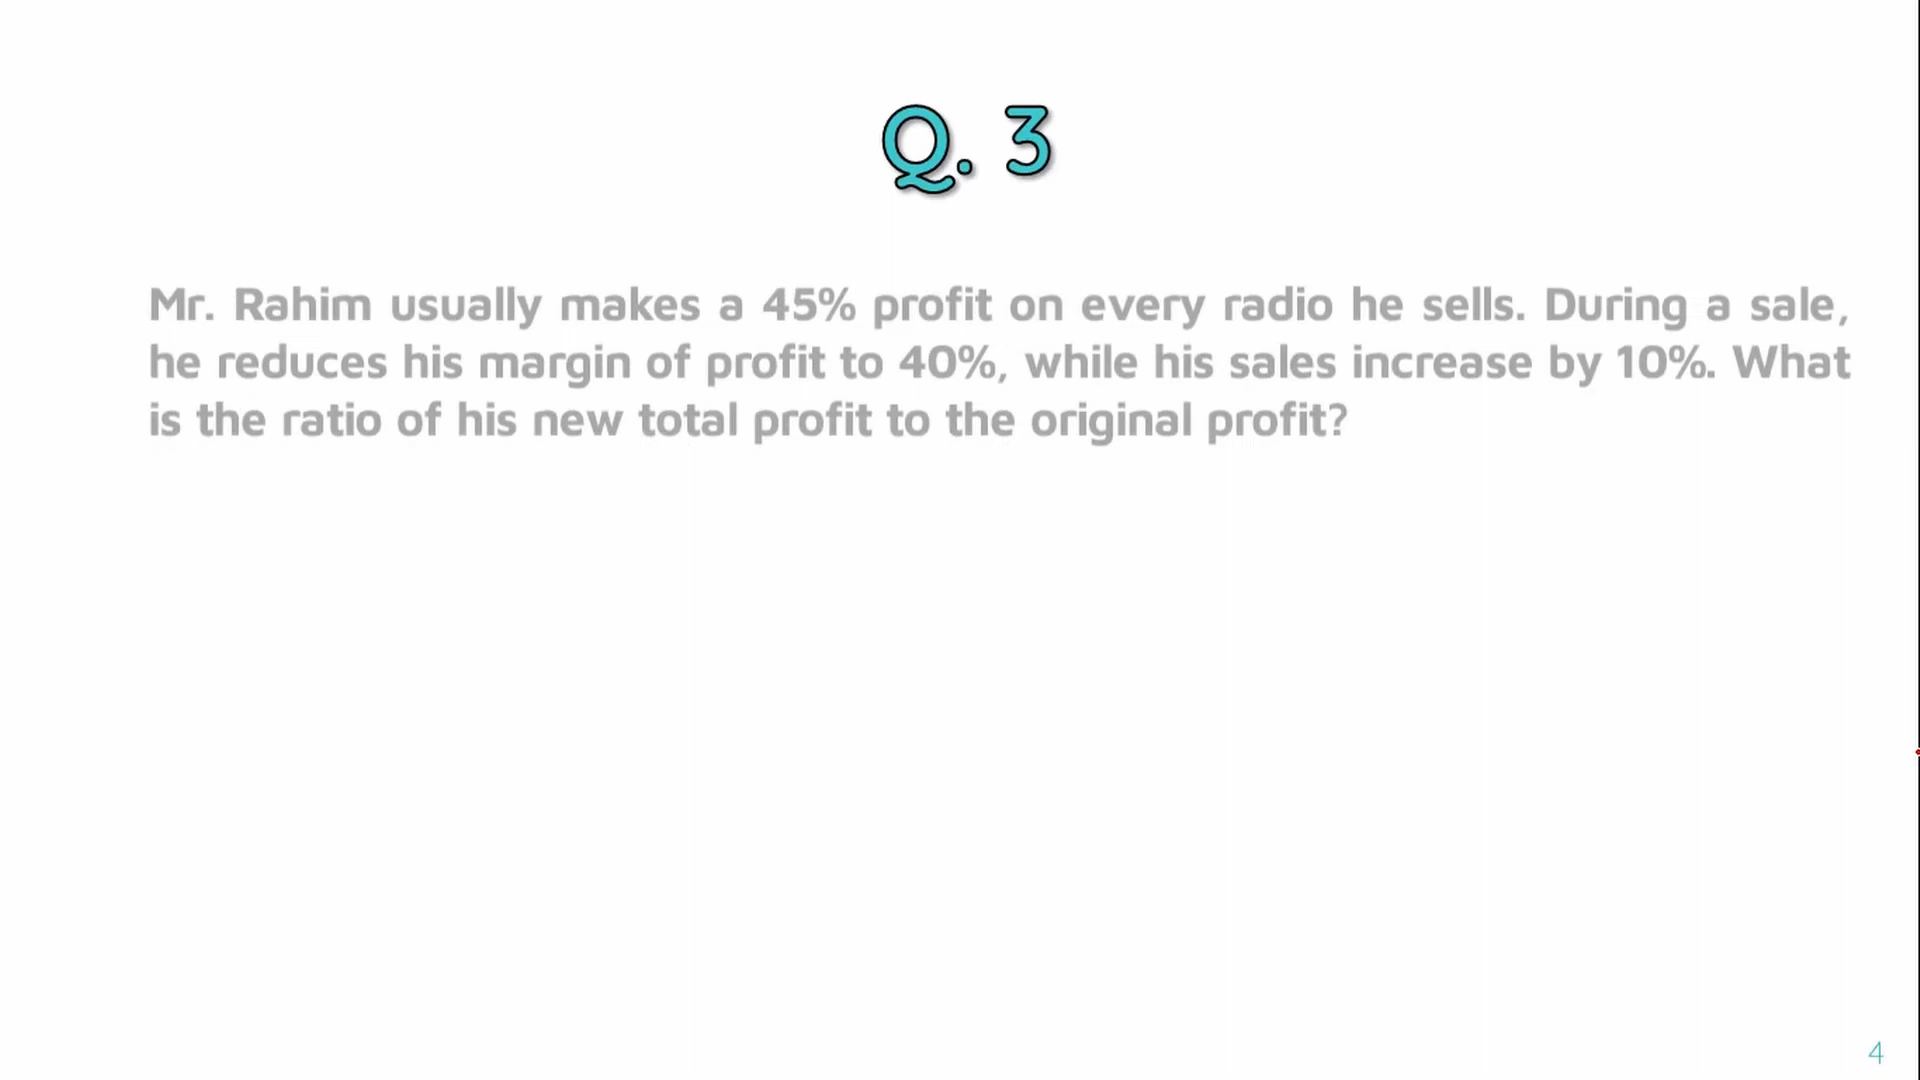 Q. 3
Mr. Rahim usually makes a 45% profit on every radio he sells. During a sale,
he reduces his margin of profit to 40%, while his sales increase by 10%. What
is the ratio of his new total profit to the original profit?
4